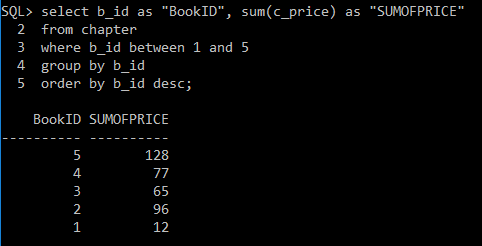 SQL> select b_id as "BookID", sum(c_price) as "SUMOFPRICE"
  2  from chapter
  3  where b_id between 1 and 5
  4  group by b_id
  5  order by b_id desc;

    BookID SUMOFPRICE
---------- ----------
         5        128
         4         77
         3         65
         2         96
         1         12